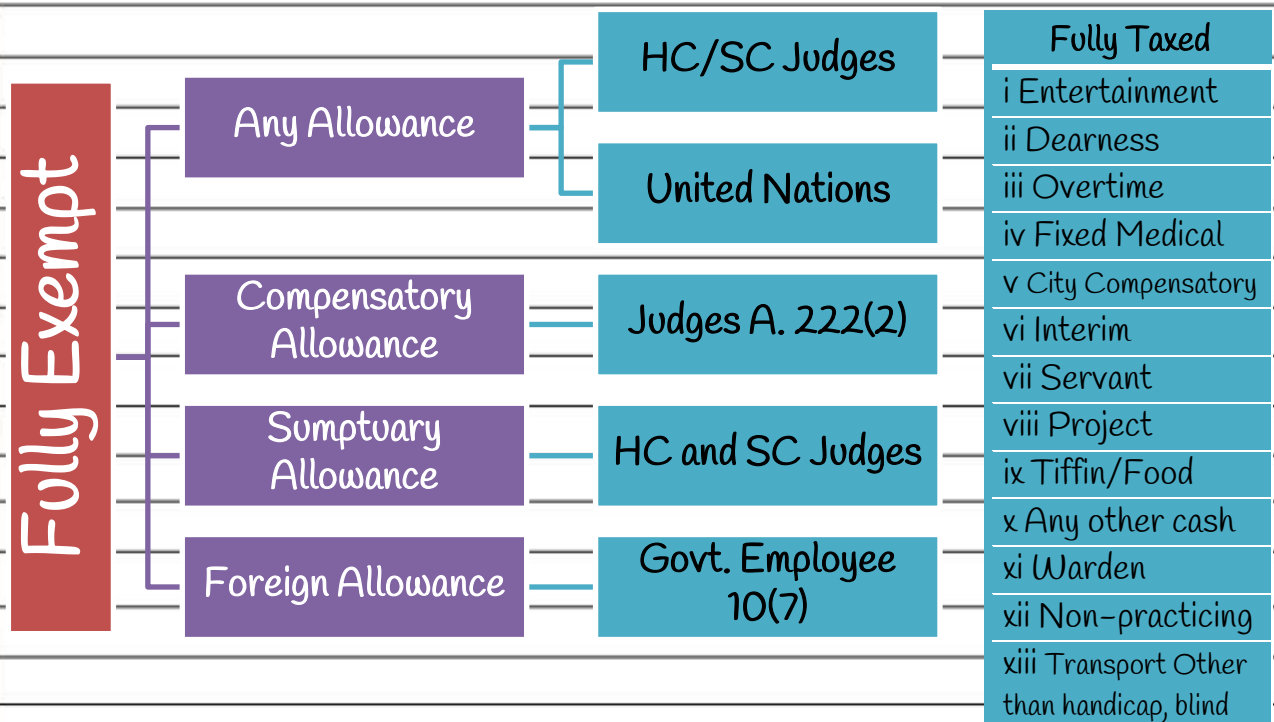 Fully Exempt
Any Allowance
HC/SC Judges
United Nations
Compensatory
Allowance
Judges A. 222(2)
Sumptuary
Allowance
HC and SC Judges
Foreign Allowance
Govt. Employee
10(7)
Fully Taxed
i Entertainment
ii Dearness
iii Overtime
iv Fixed Medical
v City Compensatory
vi Interim
vii Servant
viii Project
ix Tiffin/Food
x Any other cash
xi Warden
xii Non-practicing
xiii Transport Other
than handicap, blind